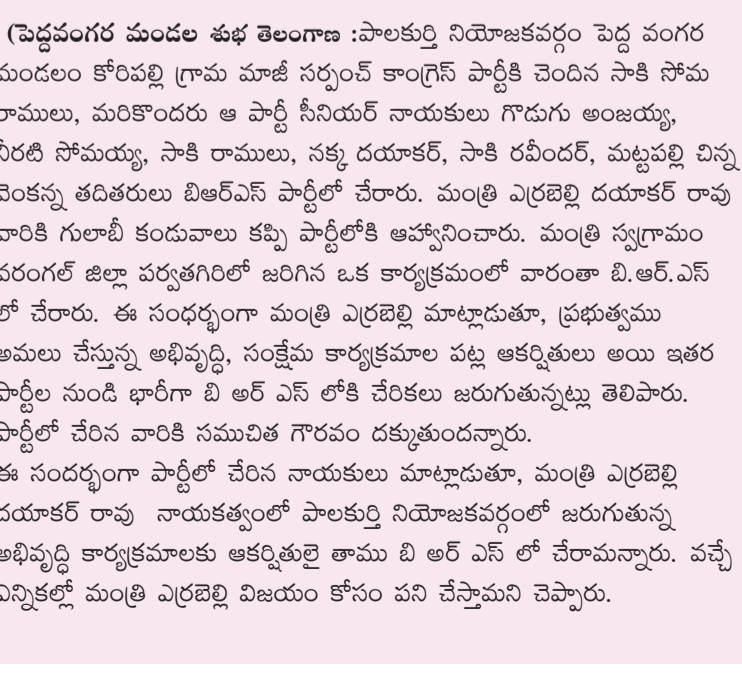 (పెద్దవంగర మండల శుభ తెలంగాణ :పాలకుర్తి నియోజకవర్గం పెద్ద వంగర
మండలం కోరిపల్లి గ్రామ మాజీ సర్పంచ్ కాంగ్రెస్ పార్టీకి చెందిన సాకి సోమ
రాములు, మరికొందరు ఆ పార్టీ సీనియర్ నాయకులు గొడుగు అంజయ్య,
నీరటి సోమయ్య, సాకి రాములు, నక్క దయాకర్, సాకి రవీందర్, మట్టపల్లి చిన్న
వెంకన్న తదితరులు బిఆర్ఎస్ పార్టీలో చేరారు. మంత్రి ఎర్రబెల్లి దయాకర్ రావు
వారికి గులాబీ కండువాలు కప్పి పార్టీలోకి ఆహ్వానించారు. మంత్రి స్వగ్రామం
వరంగల్ జిల్లా పర్వతగిరిలో జరిగిన ఒక కార్యక్రమంలో వారంతా బి.ఆర్.ఎస్
లో చేరారు. ఈ సంధర్భంగా మంత్రి ఎర్రబెల్లి మాట్లాడుతూ, ప్రభుత్వము
అమలు చేస్తున్న అభివృద్ధి, సంక్షేమ కార్యక్రమాల పట్ల ఆకర్షితులు అయి ఇతర
పార్టీల నుండి భారీగా బి అర్ ఎస్ లోకి చేరికలు జరుగుతున్నట్లు తెలిపారు.
పార్టీలో చేరిన వారికి సముచిత గౌరవం దక్కుతుందన్నారు.
ఈ సందర్భంగా పార్టీలో చేరిన నాయకులు మాట్లాడుతూ, మంత్రి ఎర్రబెల్లి
దయాకర్ రావు నాయకత్వంలో పాలకుర్తి నియోజకవర్గంలో జరుగుతున్న
అభివృద్ధి కార్యక్రమాలకు ఆకర్షితులై తాము బి అర్ ఎస్ లో చేరామన్నారు. వచ్చే
ఎన్నికల్లో మంత్రి ఎర్రబెల్లి విజయం కోసం పని చేస్తామని చెప్పారు.